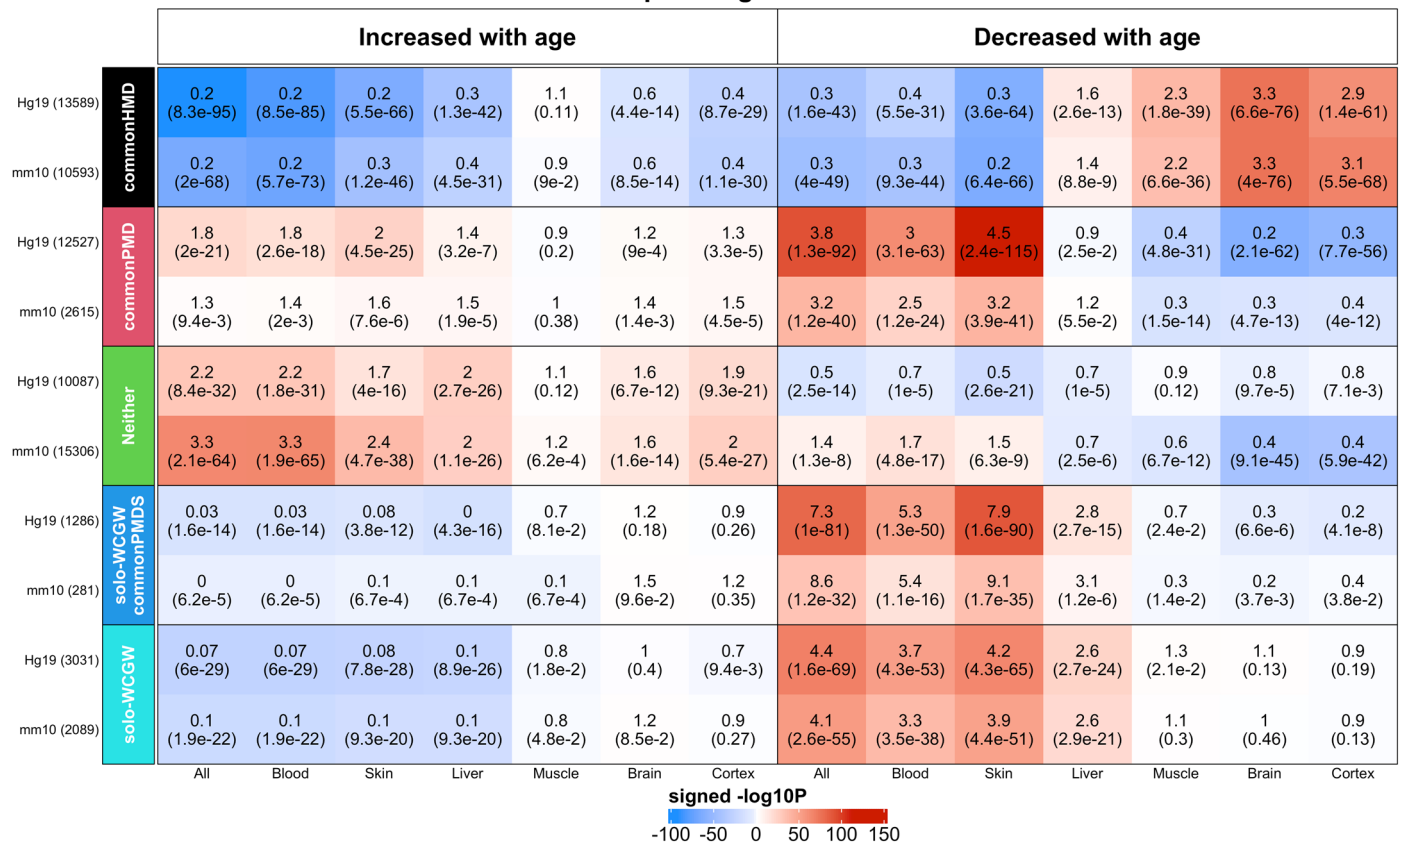 Increased with age Decreased with age
commonHMD
Hg19 (13589) 0.2 0.2 0.2 0.3 1.1 0.6 0.4 0.3 0.4 0.3 1.6 2.3 3.3 2.9
(8.3e-95) (8.5e-85) (5.5e-66) (1.3e-42) (0.11) (4.4e-14) (8.7e-29) (1.6e-43) (5.5e-31) (3.6e-64) (2.6e-13) (1.8e-39) (6.6e-76) (1.4e-61)
mm10 (10593) 0.2 0.2 0.3 0.4 0.9 0.6 0.4 0.3 0.3 0.2 1.4 2.2 3.3 3.1
(2e-68) (5.7e-73) (1.2e-46) (4.5e-31) (9e-2) (8.5e-14) (1.1e-30) (4e-49) (9.3e-44) (6.4e-66) (8.8e-9) (6.6e-36) (4e-76) (5.5e-68)
commonPMD
Hg19 (12527) 1.8 1.8 2 1.4 0.9 1.2 1.3 3.8 3 4.5 0.9 0.4 0.2 0.3
(2e-21) (2.6e-18) (4.5e-25) (3.2e-7) (0.2) (9e-4) (3.3e-5) (1.3e-92) (3.1e-63) (2.4e-115) (2.5e-2) (4.8e-31) (2.1e-62) (7.7e-56)
mm10 (2615) 1.3 1.4 1.6 1.5 1 1.4 1.5 3.2 2.5 3.2 1.2 0.3 0.3 0.4
(9.4e-3) (2e-3) (7.6e-6) (1.9e-5) (0.38) (1.4e-3) (4.5e-5) (1.2e-40) (1.2e-24) (3.9e-41) (5.5e-2) (1.5e-14) (4.7e-13) (4e-12)
Neither
Hg19 (10087) 2.2 2.2 1.7 2 1.1 1.6 1.9 0.5 0.7 0.5 0.7 0.9 0.8 0.8
(8.4e-32) (1.8e-31) (4e-16) (2.7e-26) (0.12) (6.7e-12) (9.3e-21) (2.5e-14) (1e-5) (2.6e-21) (1e-5) (0.12) (9.7e-5) (7.1e-3)
mm10 (15306) 3.3 3.3 2.4 2 1.2 1.6 2 1.4 1.7 1.5 0.7 0.6 0.4 0.4
(2.1e-64) (1.9e-65) (4.7e-38) (1.1e-26) (6.2e-4) (1.6e-14) (5.4e-27) (1.3e-8) (4.8e-17) (6.3e-9) (2.5e-6) (6.7e-12) (9.1e-45) (5.9e-42)
solo-WCGW
commonPMDS
Hg19 (1286) 0.03 0.03 0.08 0 0.7 1.2 0.9 7.3 5.3 7.9 2.8 0.7 0.3 0.2
(1.6e-14) (1.6e-14) (3.8e-12) (4.3e-16) (8.1e-2) (0.18) (0.26) (1e-81) (1.3e-50) (1.6e-90) (2.7e-15) (2.4e-2) (6.6e-6) (4.1e-8)
mm10 (281) 0 0 0.1 0.1 0.1 1.5 1.2 8.6 5.4 9.1 3.1 0.3 0.2 0.4
(6.2e-5) (6.2e-5) (6.7e-4) (6.7e-4) (6.7e-4) (9.6e-2) (0.35) (1.2e-32) (1.1e-16) (1.7e-35) (1.2e-6) (1.4e-2) (3.7e-3) (3.8e-2)
solo-WCGW
Hg19 (3031) 0.07 0.07 0.08 0.1 0.8 1 0.7 4.4 3.7 4.2 2.6 1.3 1.1 0.9
(6e-29) (6e-29) (7.8e-28) (8.9e-26) (1.8e-2) (0.4) (9.4e-3) (1.6e-69) (4.3e-53) (4.3e-65) (2.7e-24) (2.1e-2) (0.13) (0.19)
mm10 (2089) 0.1 0.1 0.1 0.1 0.8 1.2 0.9 4.1 3.3 3.9 2.6 1.1 1 0.9
(1.9e-22) (1.9e-22) (9.3e-20) (9.3e-20) (4.8e-2) (8.5e-2) (0.27) (2.6e-55) (3.5e-38) (4.4e-51) (2.9e-21) (0.3) (0.46) (0.13)
All Blood Skin Liver Muscle Brain Cortex All Blood Skin Liver Muscle Brain Cortex
signed -log10P
-100 -50 0 50 100 150